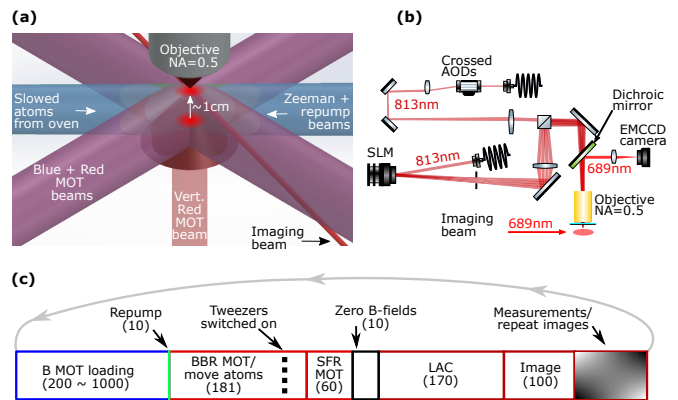 (a)
Objective
NA=0.5
~1cm
Slowed
atoms
from oven
Zeeman +
repump
beams
Blue + Red
MOT
beams
Vert.
Red
MOT
beam
Imaging
beam
(b)
Crossed
AODs
813nm
Dichroic
mirror
EMCCD
camera
SLM
813nm
689nm
Imaging
beam
689nm
Objective
NA=0.5
(c)
Repump
(10)
Tweezers
switched on
Zero B-fields
(10)
Measurements/
repeat images
B MOT loading
(200 ~ 1000)
BBR MOT/
move atoms
(181)
SFR
MOT
(60)
LAC
(170)
Image
(100)